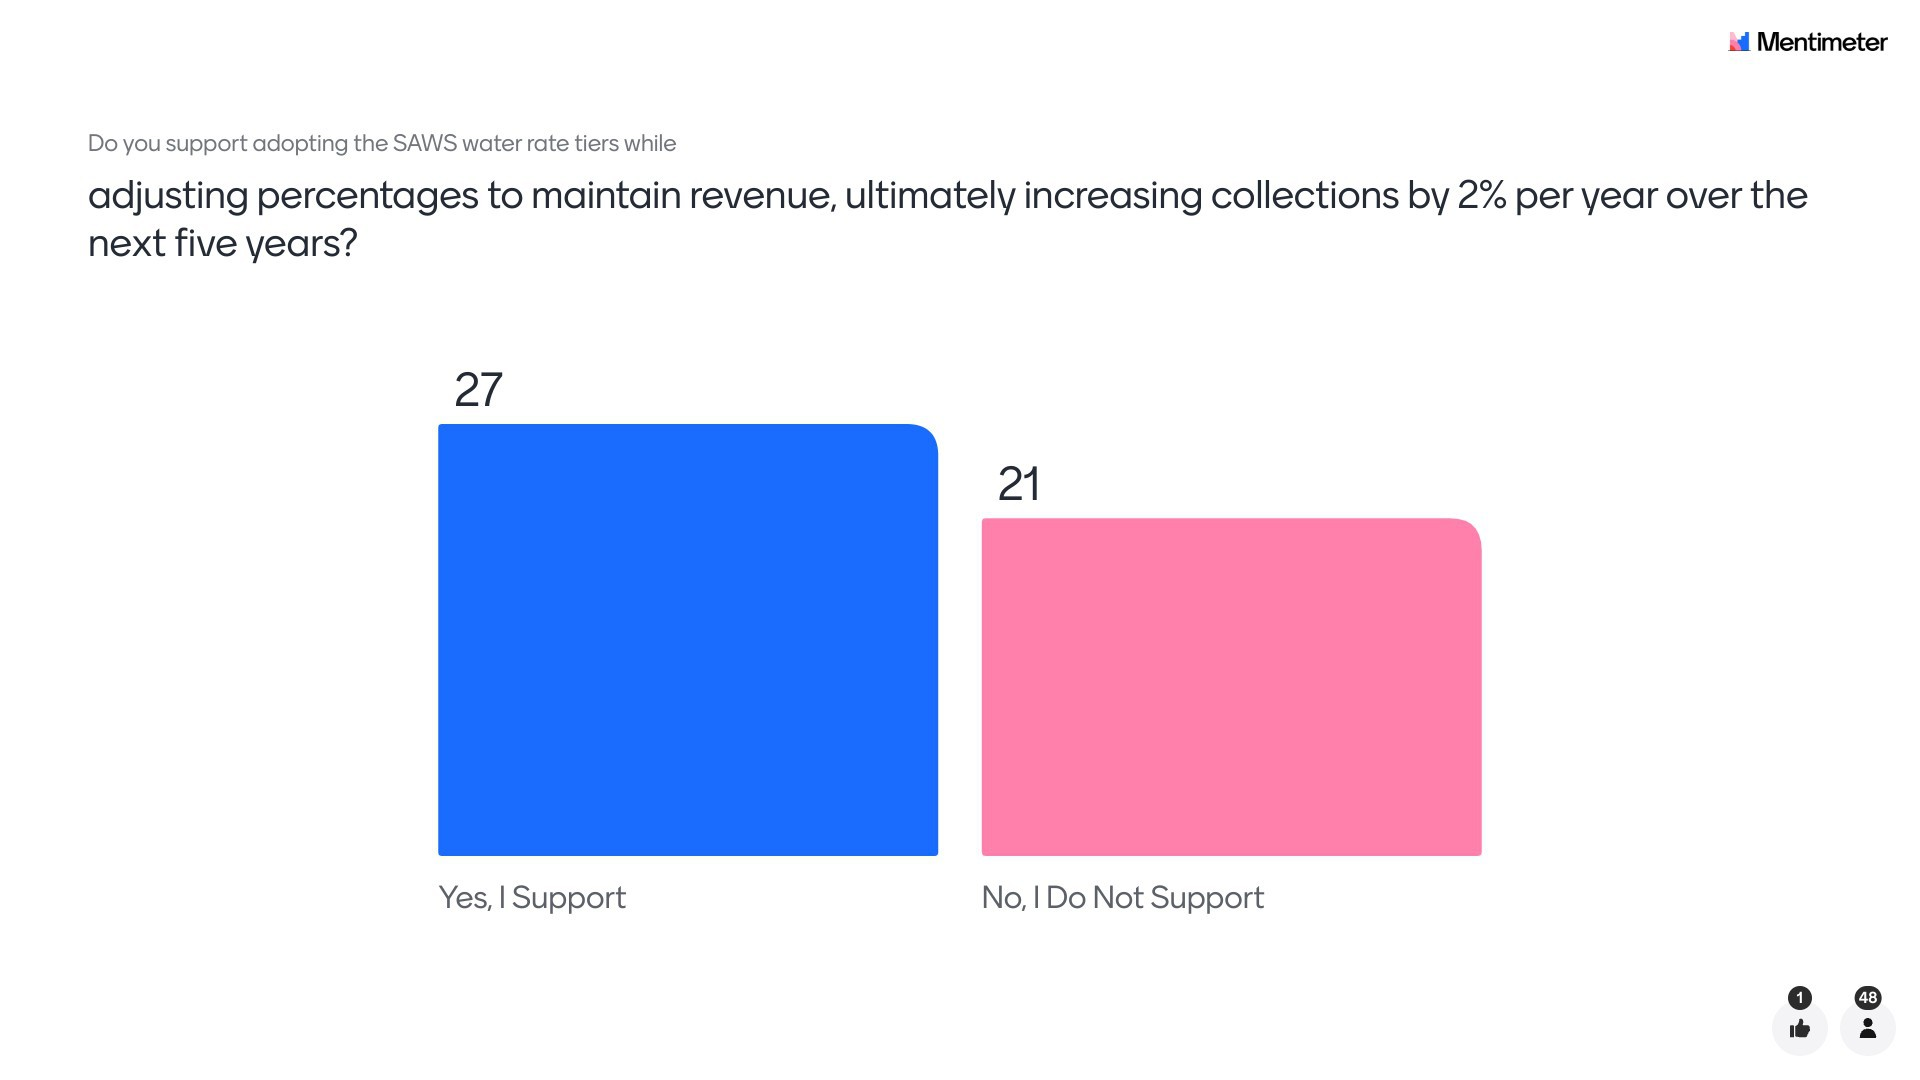 Mentimeter
Do you support adopting the SAWS water rate tiers while
adjusting percentages to maintain revenue, ultimately increasing collections by 2% per year over the
next five years?
27
21
Yes, I Support
No, I Do Not Support
1
48